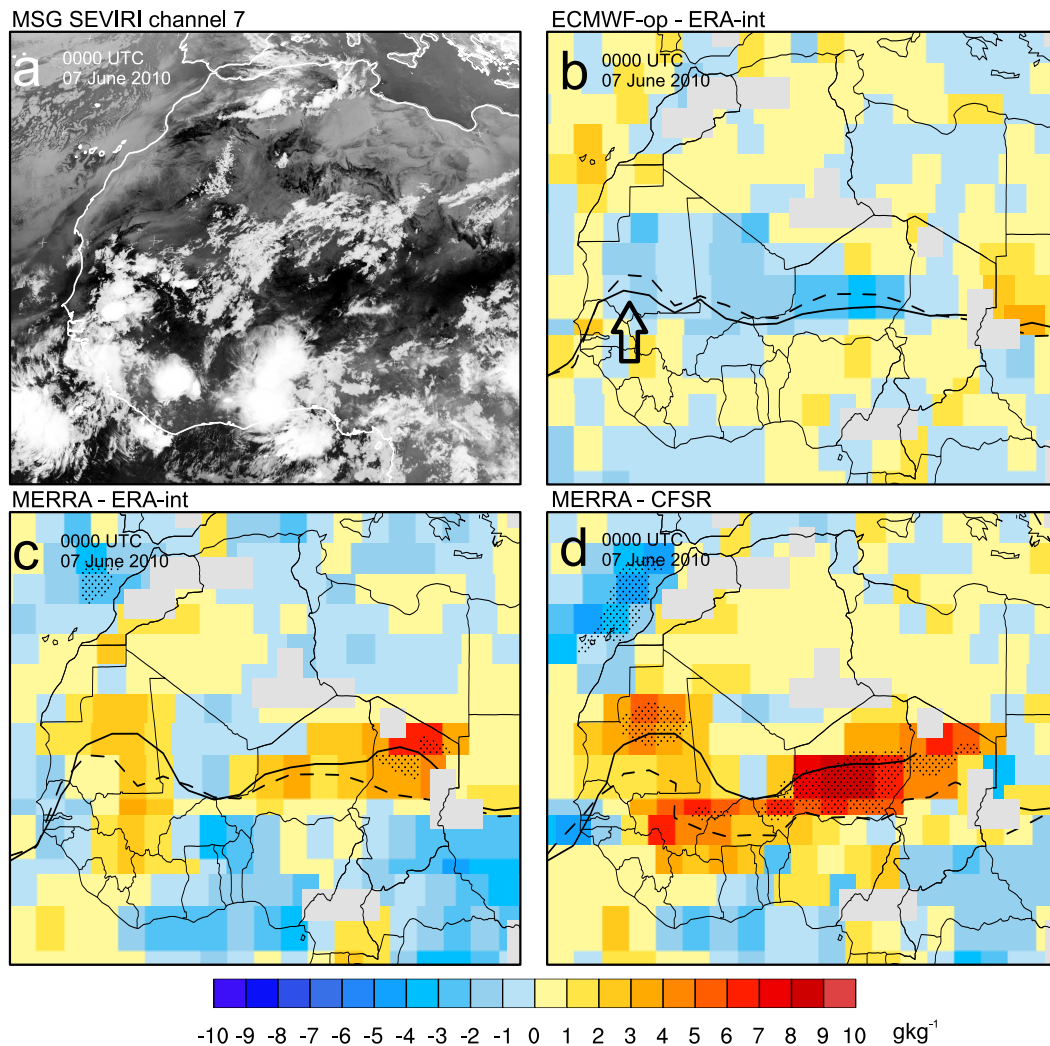 MSG SEVIRI channel 7
a
0000 UTC
07 June 2010
ECMWF-op - ERA-int
b
0000 UTC
07 June 2010
MERRA - ERA-int
c
0000 UTC
07 June 2010
MERRA - CFSR
d
0000 UTC
07 June 2010
-10 -9 -8 -7 -6 -5 -4 -3 -2 -1 0 1 2 3 4 5 6 7 8 9 10 gkg⁻¹